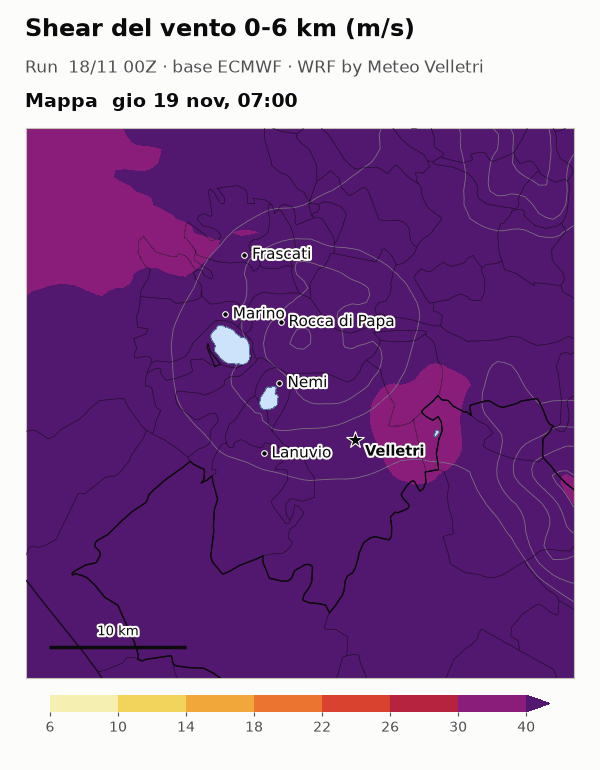 Shear del vento 0-6 km (m/s)
Run  18/11 00Z · base ECMWF · WRF by Meteo Velletri
Mappa  gio 19 nov, 07:00
Frascati
Marino
Rocca di Papa
Nemi
Velletri
Lanuvio
10 km
6 10 14 18 22 26 30 40